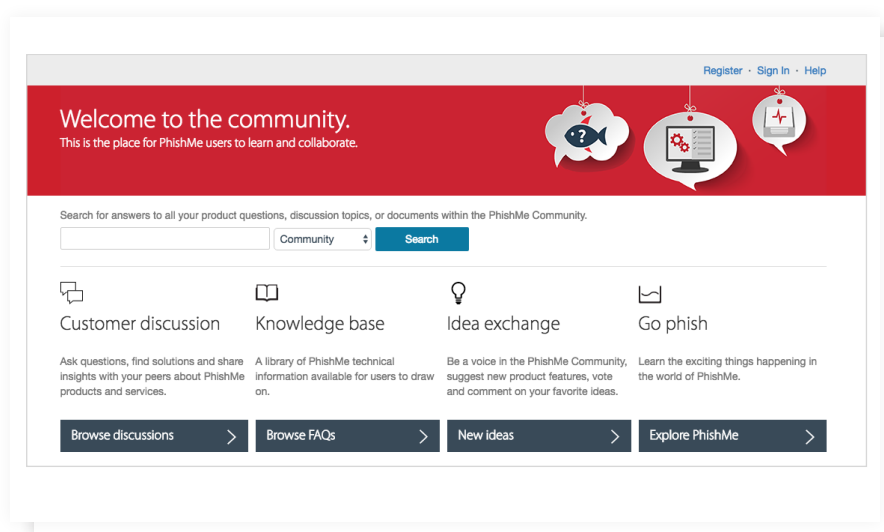 Register · Sign In · Help
Welcome to the community.
This is the place for PhishMe users to learn and collaborate.
?
Search for answers to all your product questions, discussion topics, or documents within the PhishMe Community.
Community
Search
Customer discussion
Ask questions, find solutions and share
insights with your peers about PhishMe
products and services.
Browse discussions
Knowledge base
A library of PhishMe technical
information available for users to draw
on.
Browse FAQs
Idea exchange
Be a voice in the PhishMe Community,
suggest new product features, vote
and comment on your favorite ideas.
New ideas
Go phish
Learn the exciting things happening in
the world of PhishMe.
Explore PhishMe